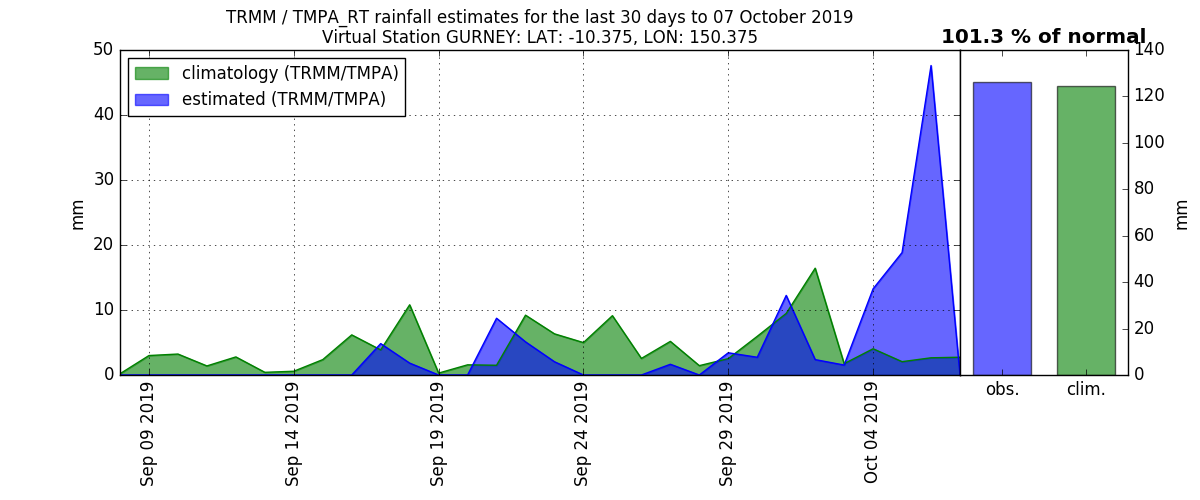 TRMM / TMPA_RT rainfall estimates for the last 30 days to 07 October 2019
Virtual Station GURNEY: LAT: -10.375, LON: 150.375
101.3 % of normal
climatology (TRMM/TMPA)
estimated (TRMM/TMPA)
50
40
30
20
10
0
mm
Sep 09 2019
Sep 14 2019
Sep 19 2019
Sep 24 2019
Sep 29 2019
Oct 04 2019
140
120
100
80
60
40
20
0
mm
obs.
clim.